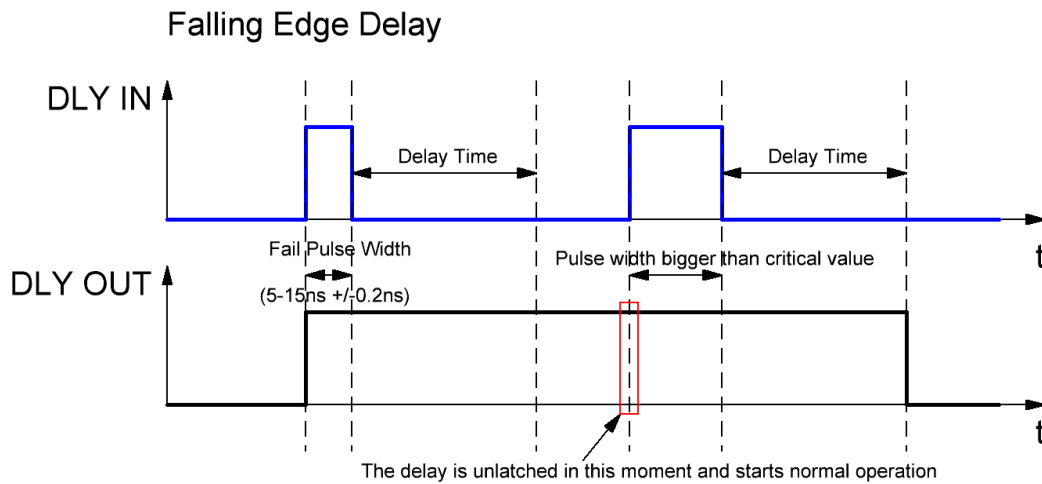 Falling Edge Delay
DLY IN
Delay Time
Delay Time
t
Fail Pulse Width
(5-15ns +/-0.2ns)
Pulse width bigger than critical value
DLY OUT
t
The delay is unlatched in this moment and starts normal operation